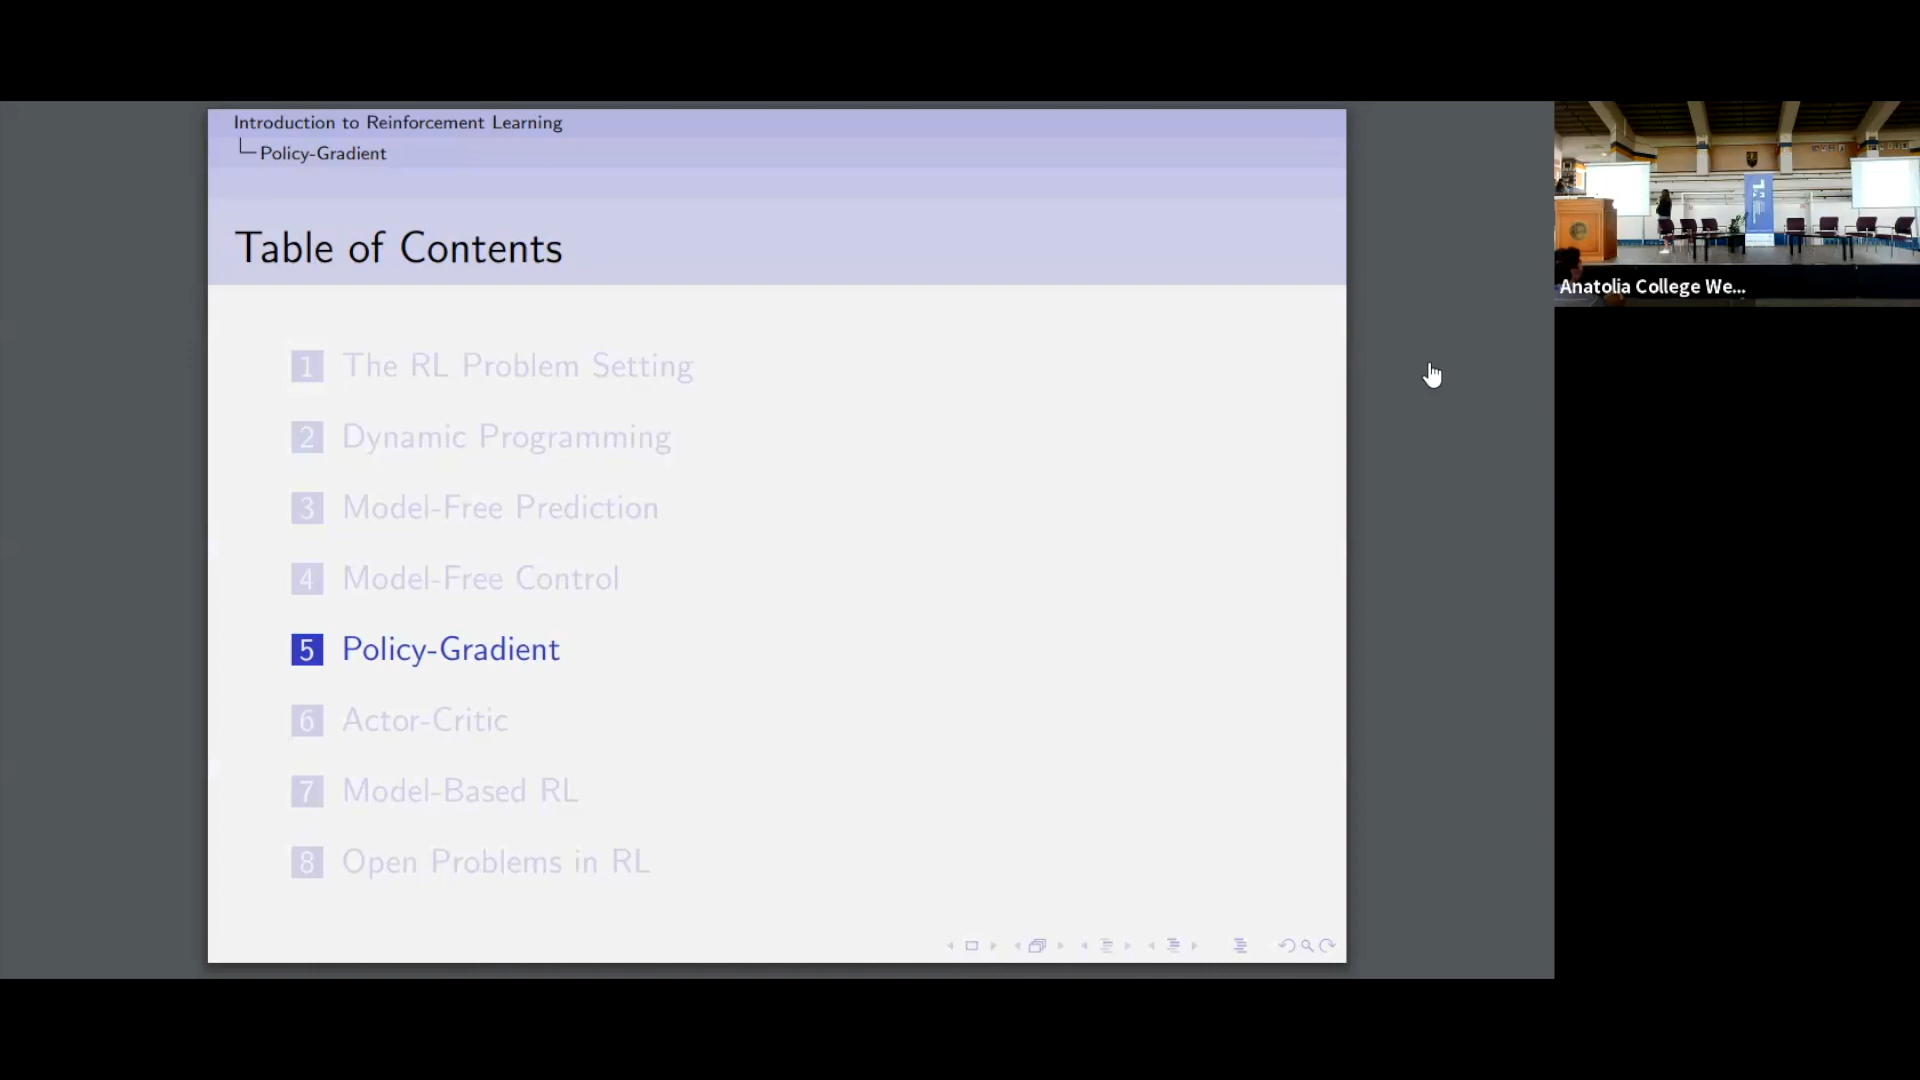 Introduction to Reinforcement Learning
Policy-Gradient
Table of Contents
1 The RL Problem Setting
2 Dynamic Programming
3 Model-Free Prediction
4 Model-Free Control
5 Policy-Gradient
6 Actor-Critic
7 Model-Based RL
8 Open Problems in RL
Anatolia College We...